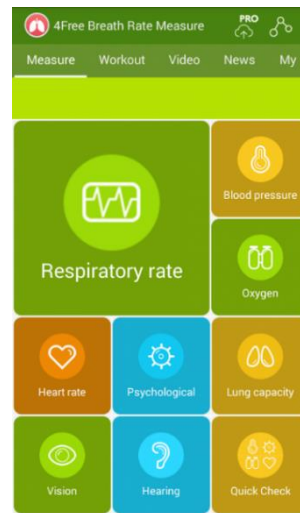 4Free Breath Rate Measure
PRO
Measure Workout Video News My
Respiratory rate
Blood pressure
Oxygen
Heart rate
Psychological
Lung capacity
Vision
Hearing
Quick Check